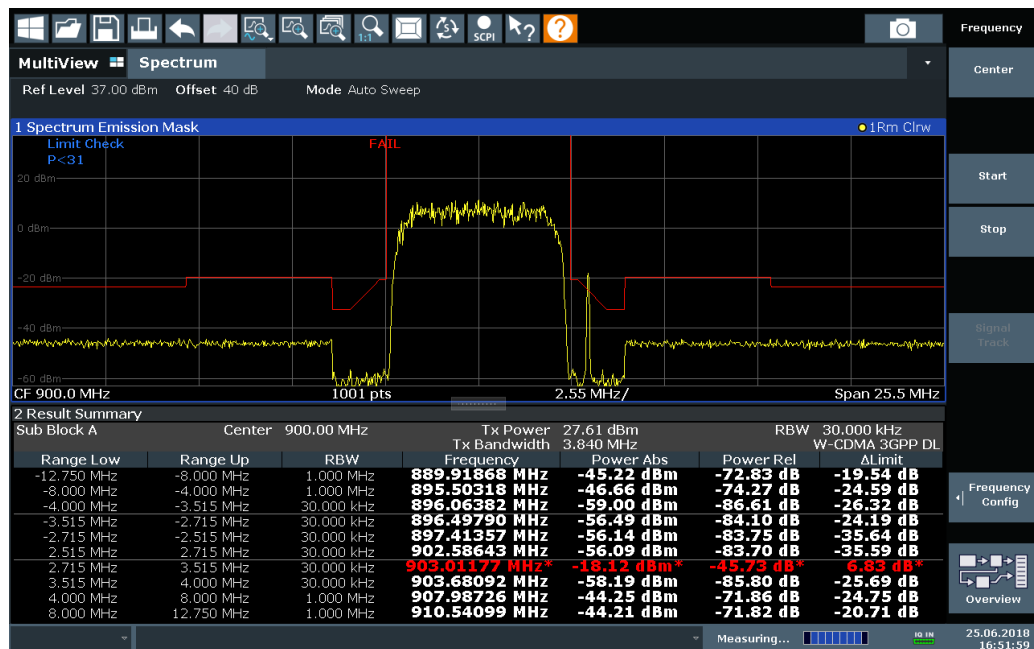 1:1
SCPI
?
?
Frequency
MultiView
Spectrum
Center
Ref Level 37.00 dBm Offset 40 dB Mode Auto Sweep
1 Spectrum Emission Mask
1Rm Clrw
Limit Check
FAIL
P<31
20 dBm
0 dBm
-20 dBm
-40 dBm
-60 dBm
CF 900.0 MHz 1001 pts 2.55 MHz/ Span 25.5 MHz
Start
Stop
Signal
Track
2 Result Summary
Sub Block A Center 900.00 MHz Tx Power 27.61 dBm RBW 30.000 kHz
Tx Bandwidth 3.840 MHz W-CDMA 3GPP DL
Range Low Range Up RBW Frequency Power Abs Power Rel ΔLimit
-12.750 MHz -8.000 MHz 1.000 MHz 889.91868 MHz -45.22 dBm -72.83 dB -19.54 dB
-8.000 MHz -4.000 MHz 1.000 MHz 895.50318 MHz -46.66 dBm -74.27 dB -24.59 dB
-4.000 MHz -3.515 MHz 30.000 kHz 896.06382 MHz -59.00 dBm -86.61 dB -26.32 dB
-3.515 MHz -2.715 MHz 30.000 kHz 896.49790 MHz -56.49 dBm -84.10 dB -24.19 dB
-2.715 MHz -2.515 MHz 30.000 kHz 897.41357 MHz -56.14 dBm -83.75 dB -35.64 dB
2.515 MHz 2.715 MHz 30.000 kHz 902.58643 MHz -56.09 dBm -83.70 dB -35.59 dB
2.715 MHz 3.515 MHz 30.000 kHz 903.01177 MHz* -18.12 dBm* -45.73 dB* 6.83 dB*
3.515 MHz 4.000 MHz 30.000 kHz 903.68092 MHz -58.19 dBm -85.80 dB -25.69 dB
4.000 MHz 8.000 MHz 1.000 MHz 907.98726 MHz -44.25 dBm -71.86 dB -24.75 dB
8.000 MHz 12.750 MHz 1.000 MHz 910.54099 MHz -44.21 dBm -71.82 dB -20.71 dB
Frequency
Config
Overview
Measuring...
IQ IN
25.06.2018
16:51:59